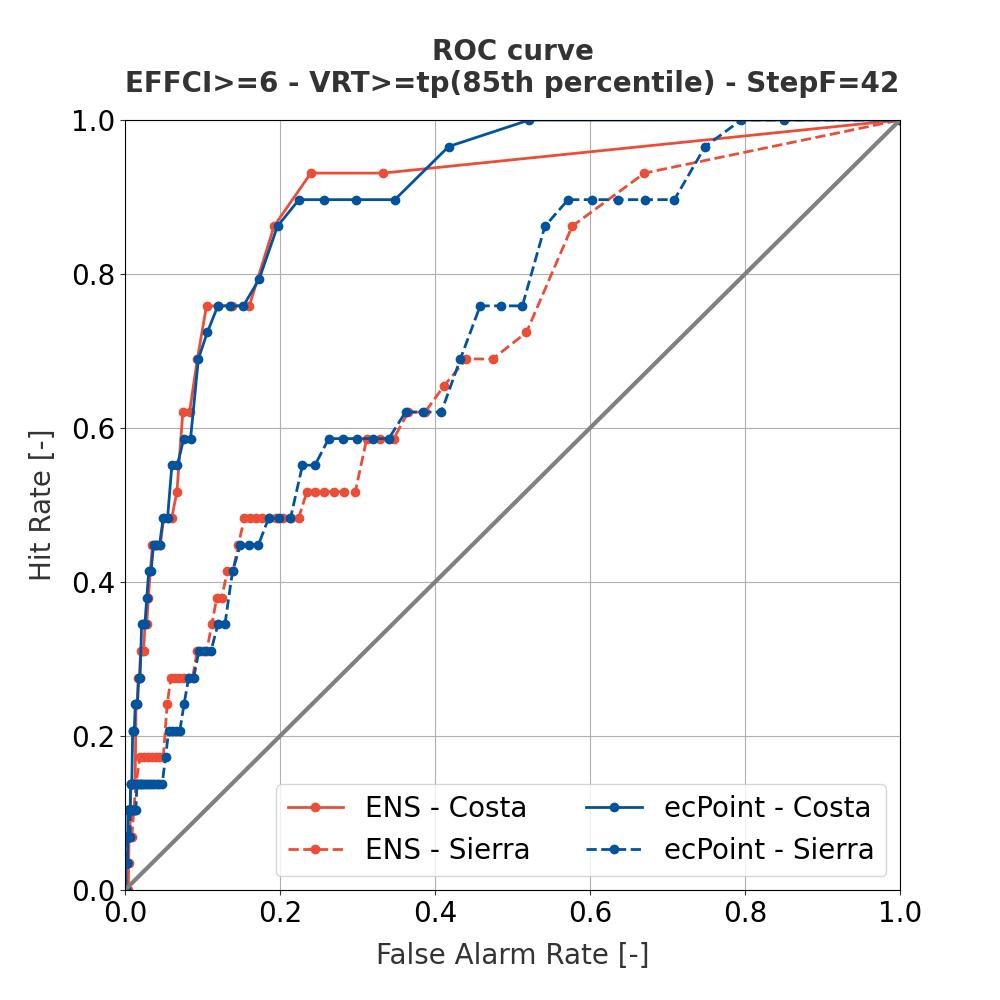 ROC curve
EFFCI>=6 - VRT>=tp(85th percentile) - StepF=42
1.0
0.8
0.6
0.4
0.2
0.0
Hit Rate [-]
ENS - Costa
ENS - Sierra
ecPoint - Costa
ecPoint - Sierra
0.0 0.2 0.4 0.6 0.8 1.0
False Alarm Rate [-]